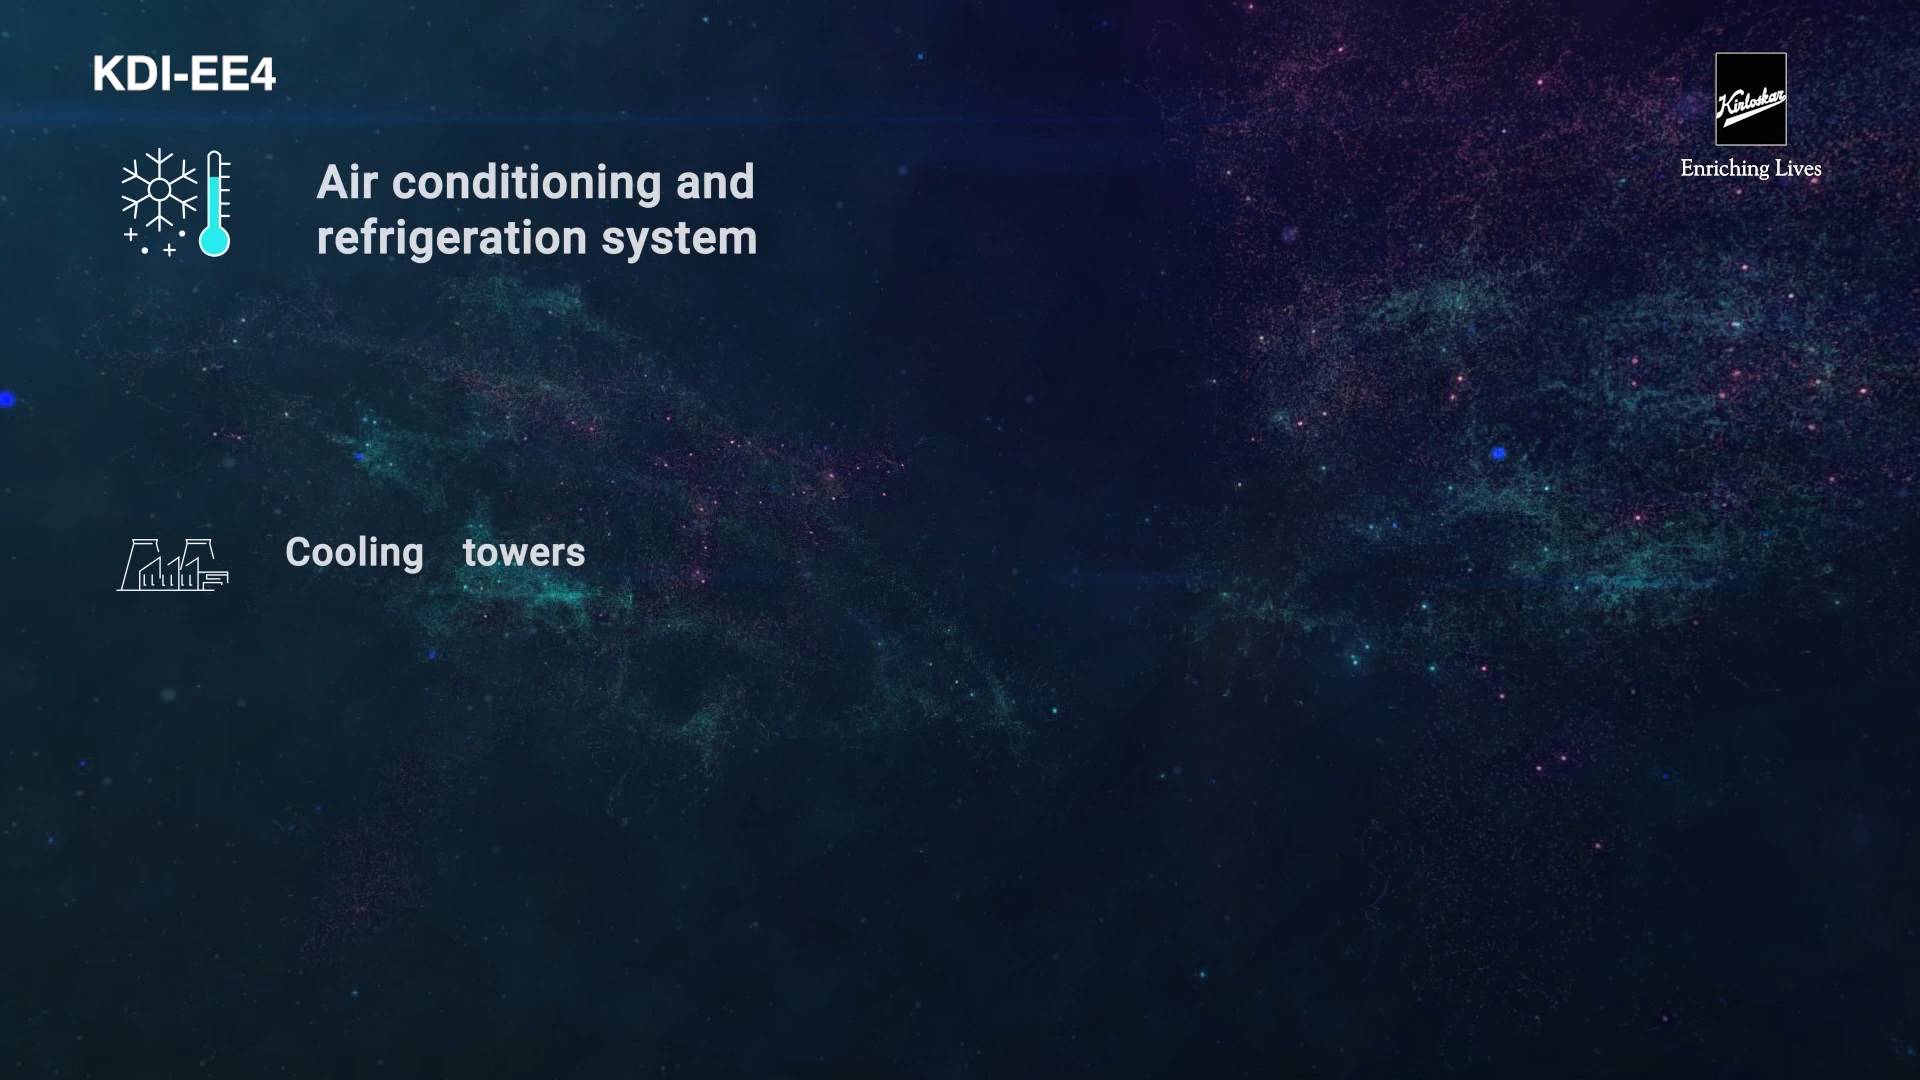 KDI-EE4
Kirloskar
Enriching Lives
Air conditioning and
refrigeration system
Cooling towers